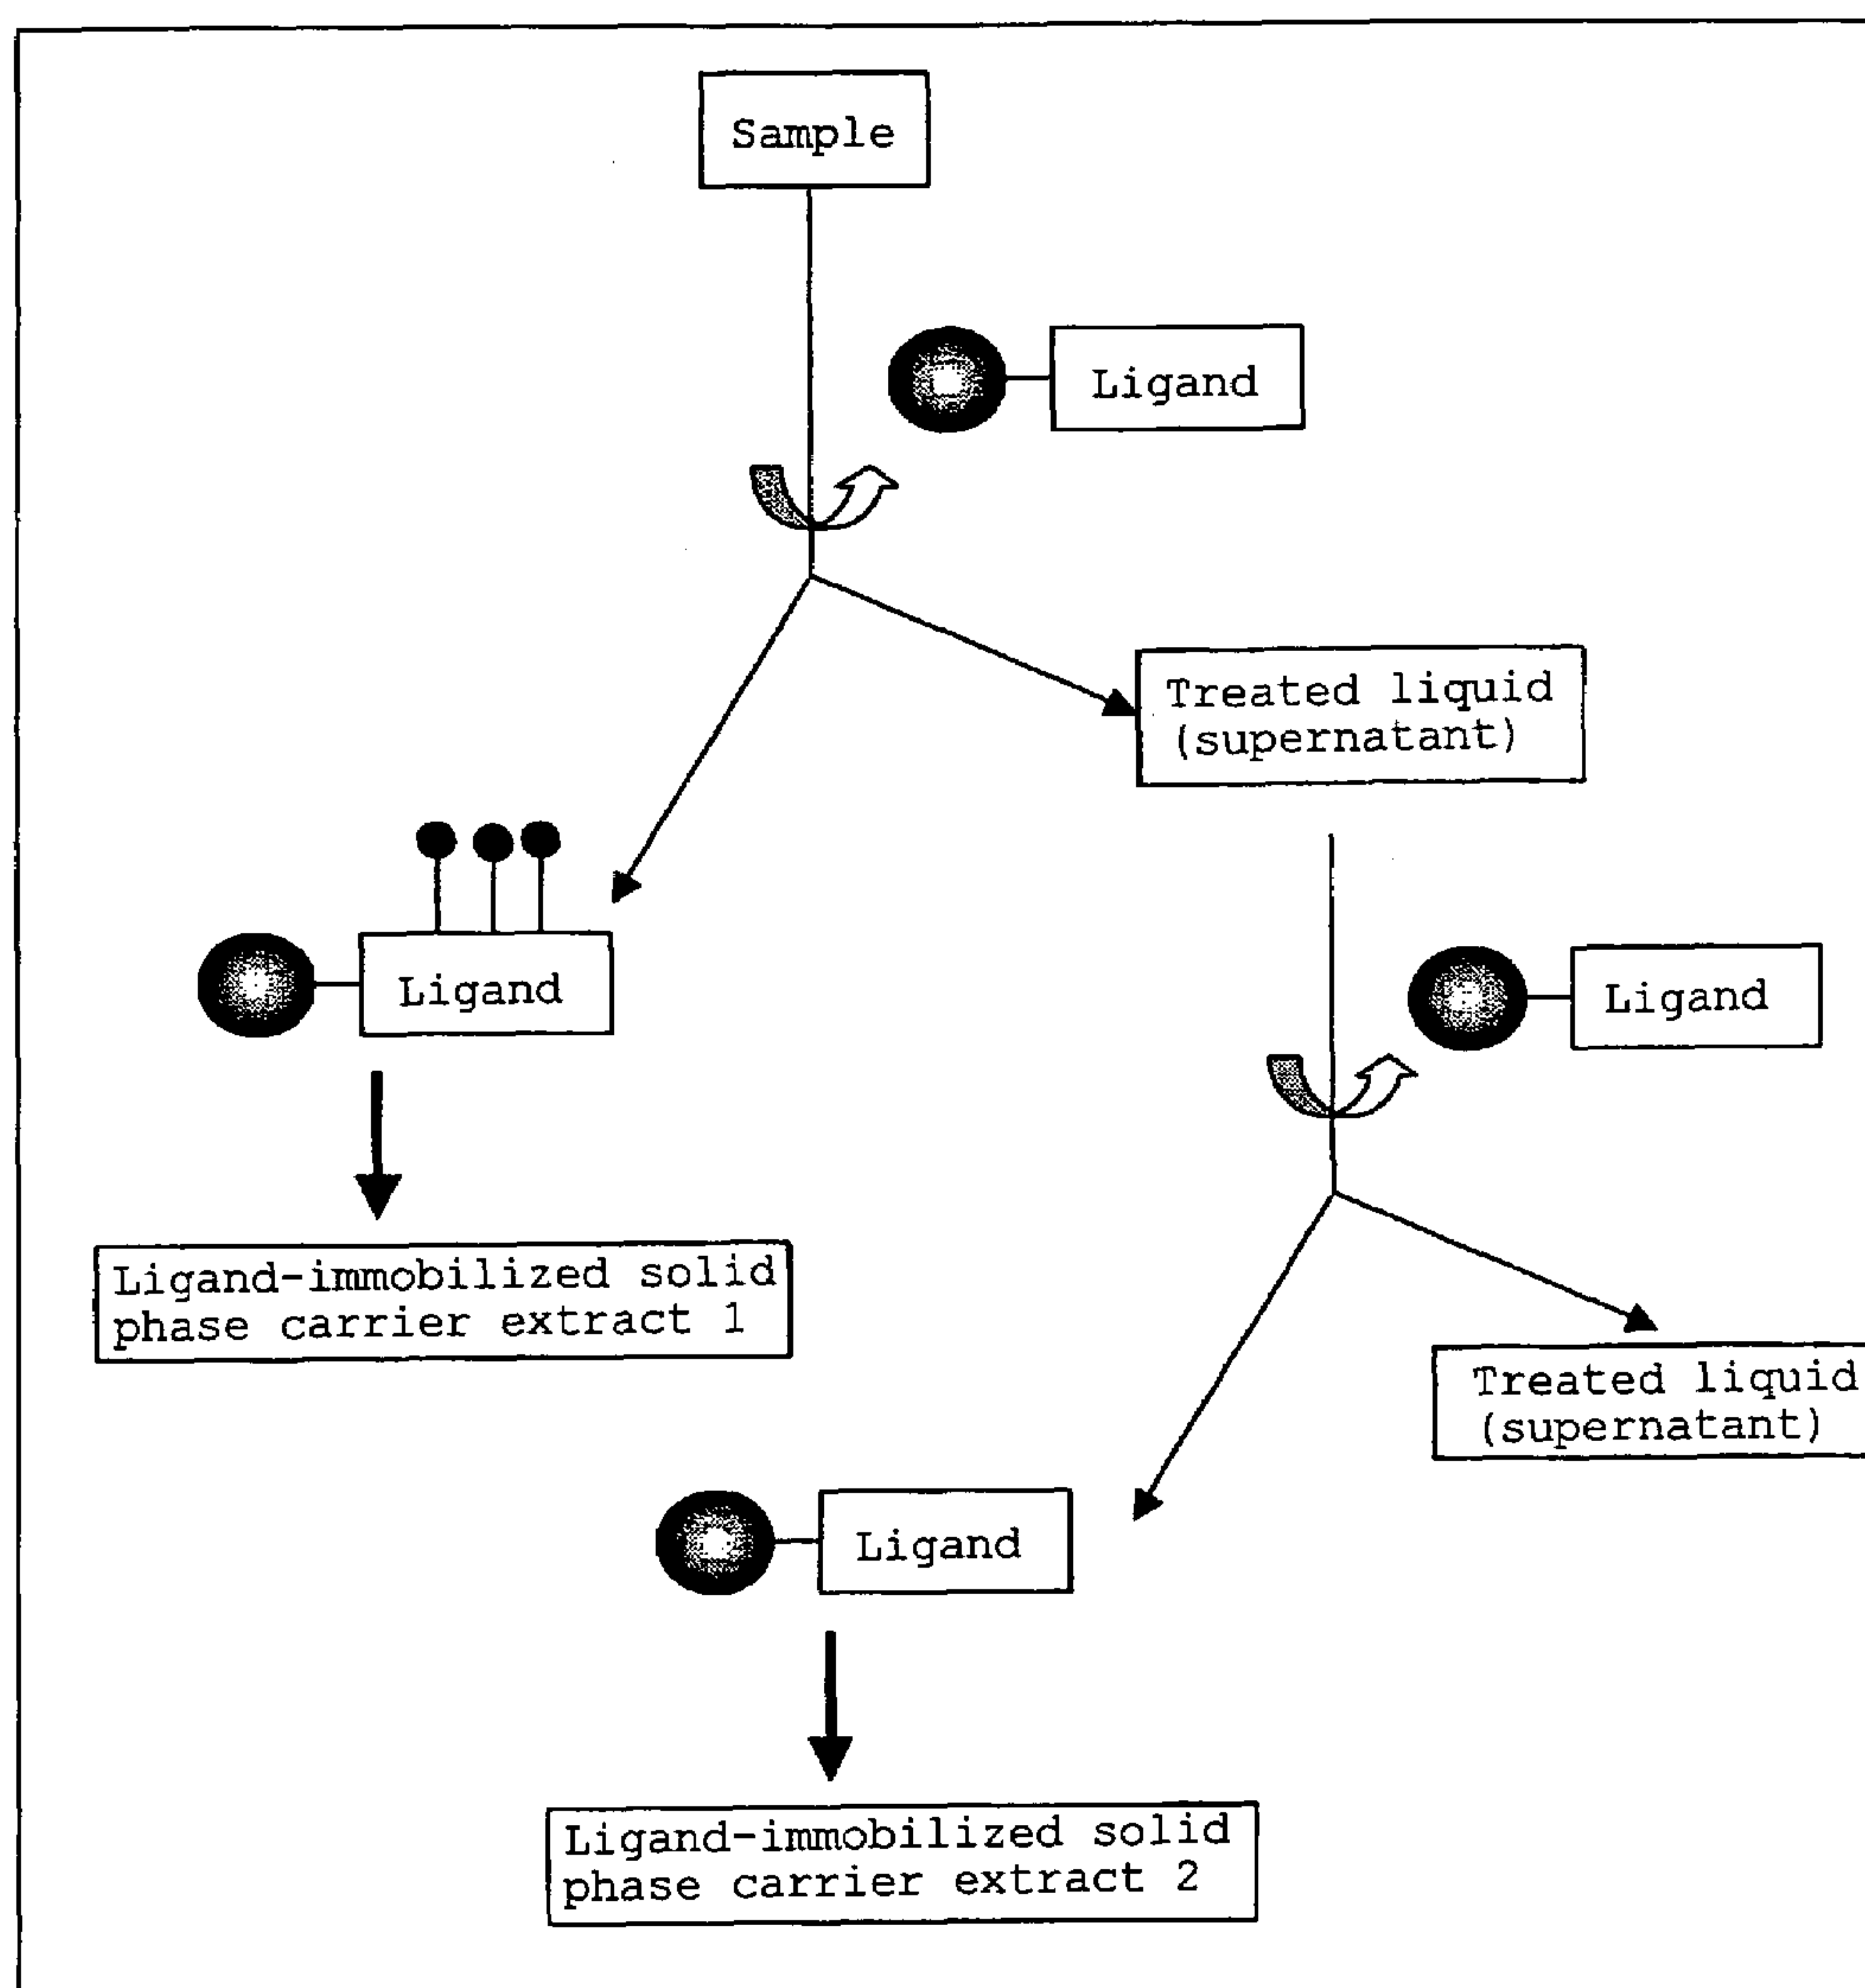 Sample
Ligand
Treated liquid
(supernatant)
Ligand
Ligand
Ligand-immobilized solid
phase carrier extract 1
Treated liquid
(supernatant)
Ligand
Ligand-immobilized solid
phase carrier extract 2